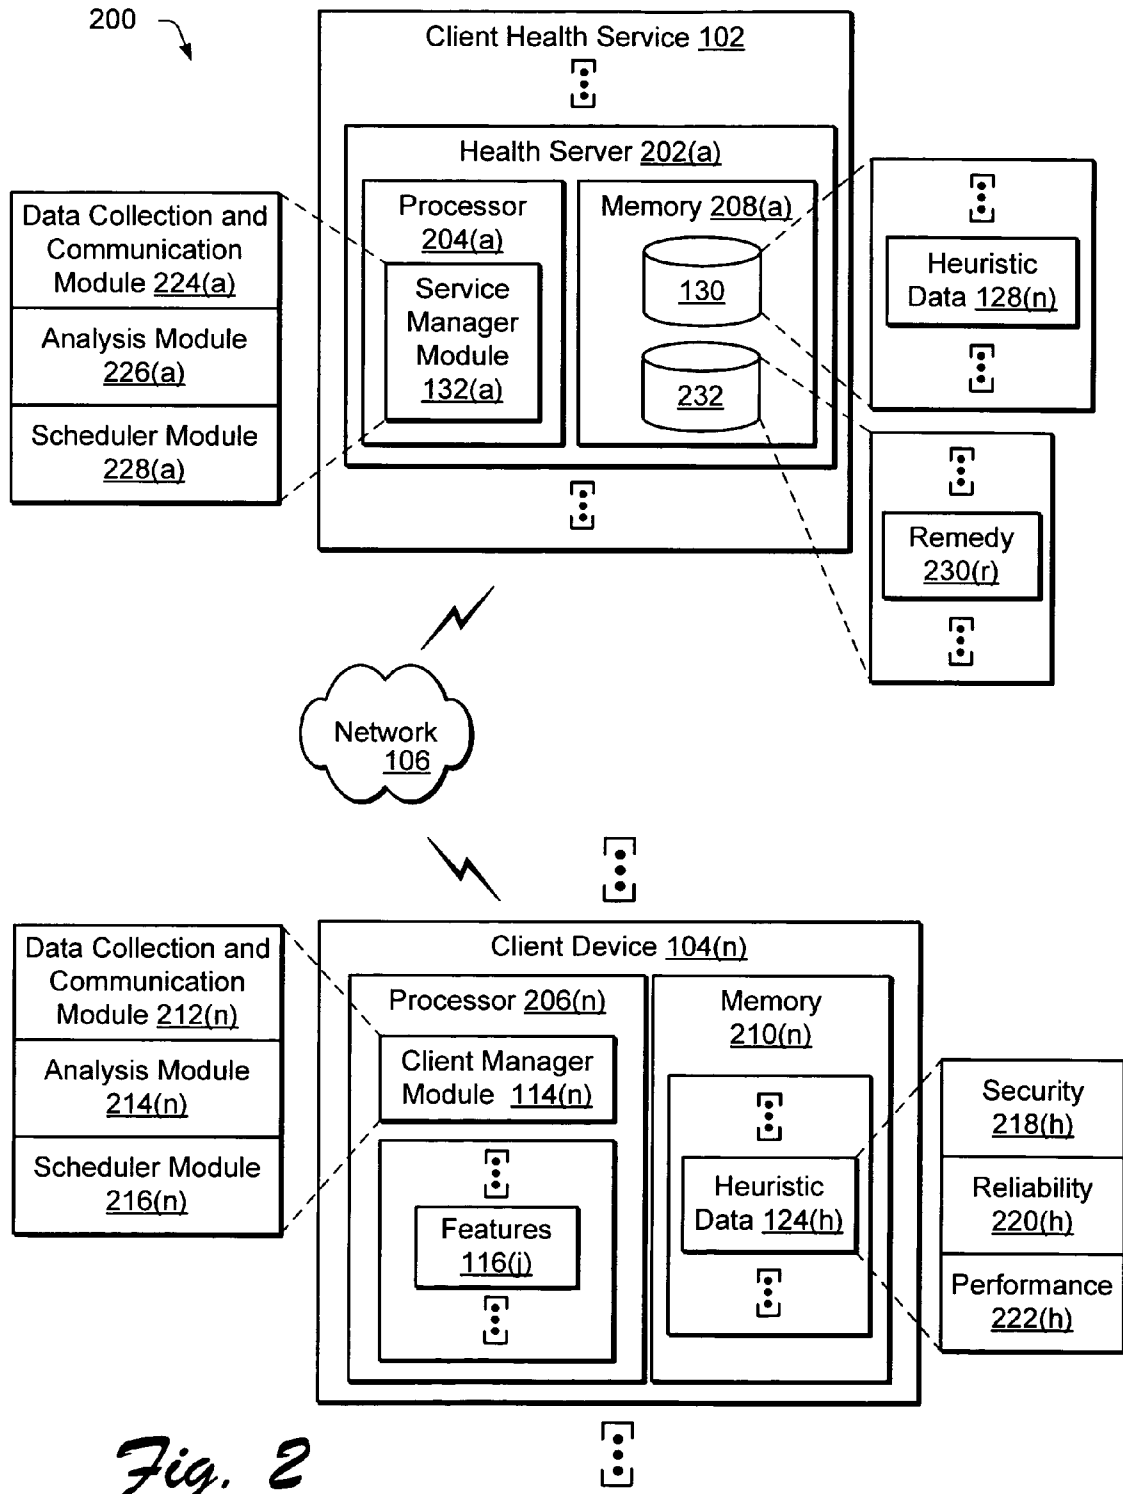 200
Client Health Service 102
Health Server 202(a)
Processor
204(a)
Service
Manager
Module
132(a)
Memory 208(a)
130
232
Data Collection and
Communication
Module 224(a)
Analysis Module
226(a)
Scheduler Module
228(a)
Heuristic
Data 128(n)
Remedy
230(r)
Network
106
Client Device 104(n)
Processor 206(n)
Client Manager
Module 114(n)
Features
116(j)
Memory
210(n)
Heuristic
Data 124(h)
Data Collection and
Communication
Module 212(n)
Analysis Module
214(n)
Scheduler Module
216(n)
Security
218(h)
Reliability
220(h)
Performance
222(h)
Fig. 2